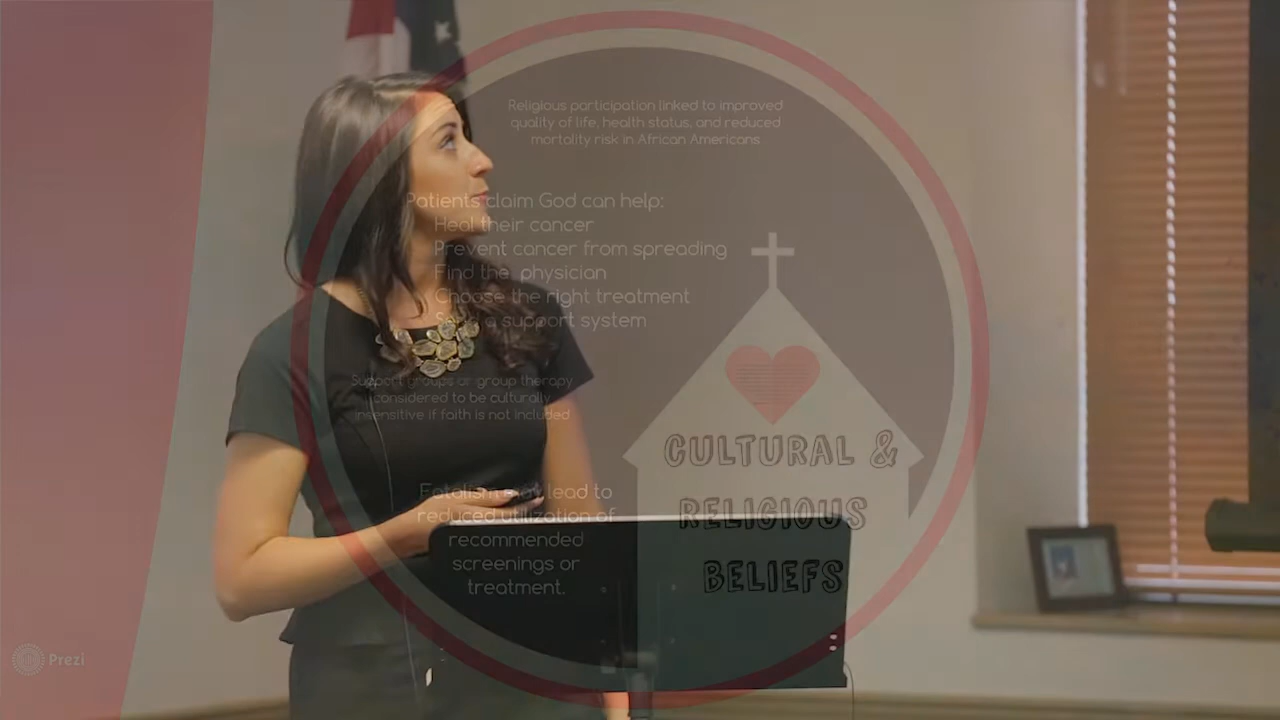 Religious participation linked to improved
quality of life, health status, and reduced
mortality risk in African Americans
Patients claim God can help:
Heal their cancer
Prevent cancer from spreading
Find the physician
Choose the right treatment
a support system
Support groups or group therapy
considered to be culturally
insensitive if faith is not included
CULTURAL &
RELIGIOUS
BELIEFS
Fatalism lead to
reduced utilization of
recommended
screenings or
treatment.
Prezi